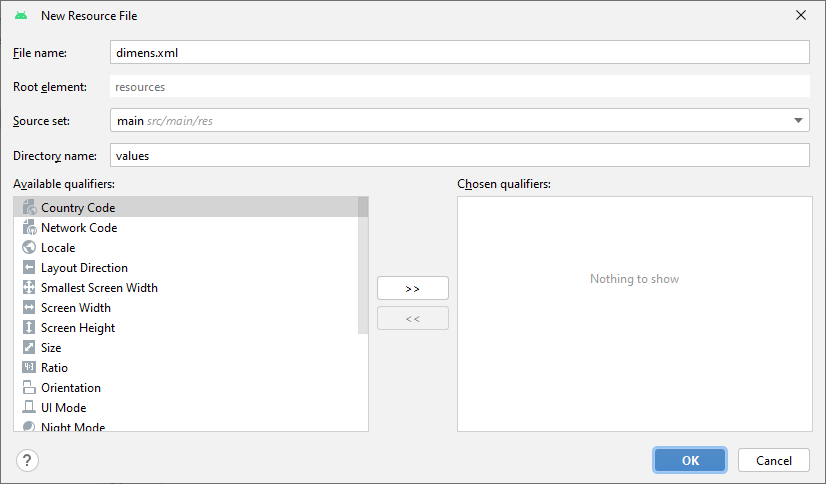 New Resource File
File name: dimens.xml
Root element: resources
Source set: main src/main/res
Directory name: values
Available qualifiers:
Chosen qualifiers:
Country Code
Network Code
Locale
Layout Direction
Smallest Screen Width
Screen Width
Screen Height
Size
Ratio
Orientation
UI Mode
Night Mode
>>
<<
Nothing to show
?
OK
Cancel